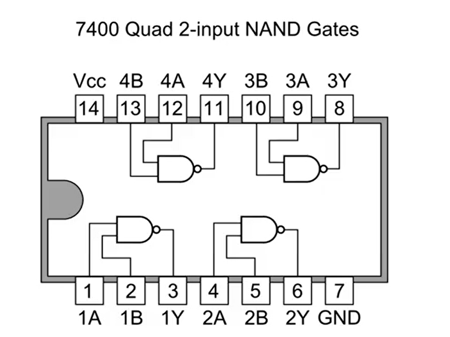 7400 Quad 2-input NAND Gates
Vcc 4B 4A 4Y 3B 3A 3Y
14 13 12 11 10 9 8
1 2 3 4 5 6 7
1A 1B 1Y 2A 2B 2Y GND